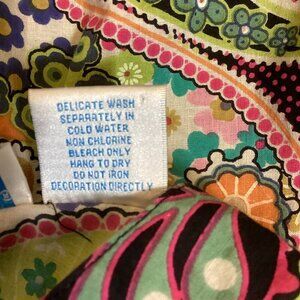 DELICATE WASH
SEPARATELY IN
COLD WATER
NON CHLORINE
BLEACH ONLY
HANG TO DRY
DO NOT IRON
DECORATION DIRECTLY